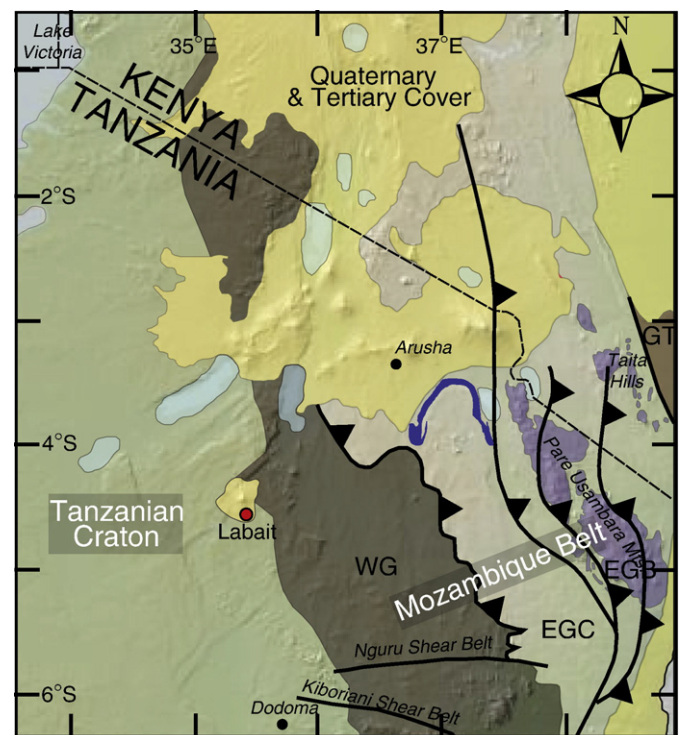 Lake
Victoria
35°E
37°E
N
Quaternary
& Tertiary Cover
KENYA
TANZANIA
2°S
Arusha
GT
Taita
Hills
4°S
Pare Usambara
Tanzanian
Craton
Labait
WG
Mozambique Belt
EGB
EGC
Nguru Shear Belt
Kiboriani Shear Belt
Dodoma
6°S